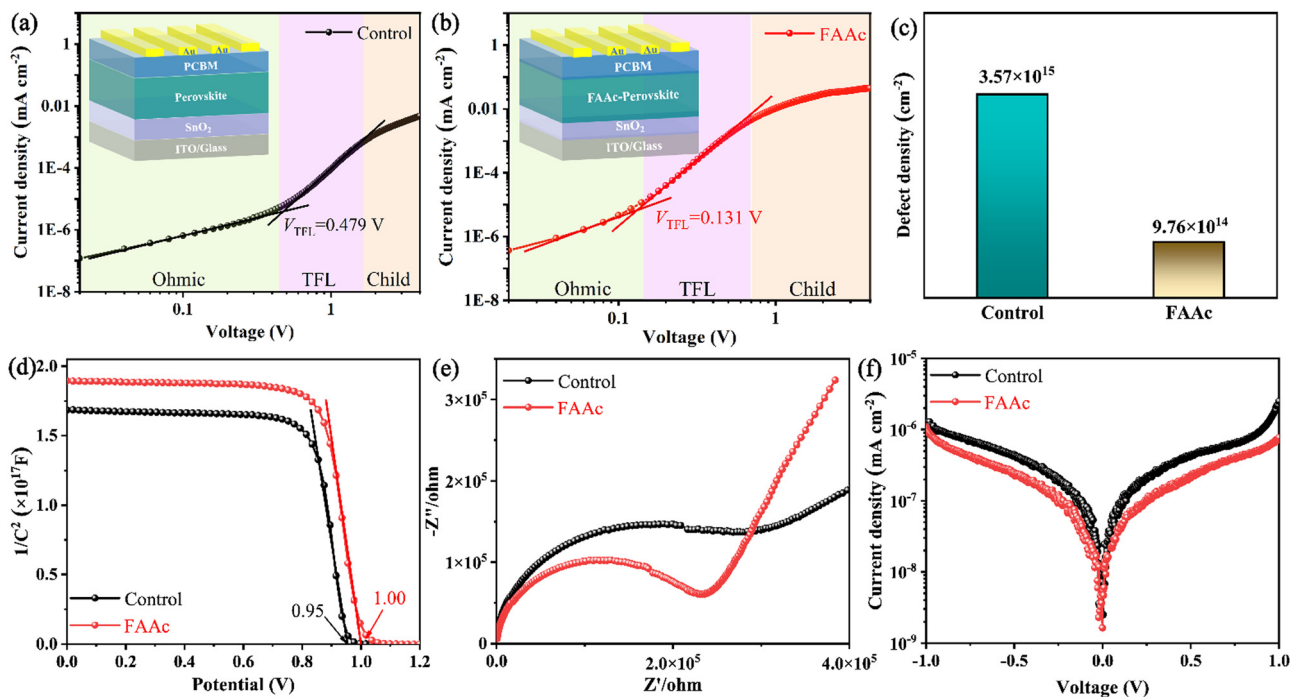 (a)
Control
Au
Au
PCBM
Perovskite
SnO₂
ITO/Glass
V_TFL=0.479 V
Ohmic
TFL
Child
1
0.01
1E-4
1E-6
1E-8
0.1
1
Current density (mA cm⁻²)
Voltage (V)
(b)
FAAc
Au
Au
PCBM
FAAc-Perovskite
SnO₂
ITO/Glass
V_TFL=0.131 V
Ohmic
TFL
Child
1
0.01
1E-4
1E-6
1E-8
0.1
1
Current density (mA cm⁻²)
Voltage (V)
(c)
3.57×10¹⁵
9.76×10¹⁴
Defect density (cm⁻²)
Control
FAAc
(d)
2.0
1.5
1.0
0.5
0.0
1/C² (×10¹⁷F)
Control
FAAc
0.95
1.00
0.0
0.2
0.4
0.6
0.8
1.0
1.2
Potential (V)
(e)
Control
FAAc
3×10⁵
2×10⁵
1×10⁵
0
-Z''/ohm
0.0
2.0×10⁵
4.0×10⁵
Z'/ohm
(f)
Control
FAAc
10⁻⁵
10⁻⁶
10⁻⁷
10⁻⁸
10⁻⁹
Current density (mA cm⁻²)
-1.0
-0.5
0.0
0.5
1.0
Voltage (V)